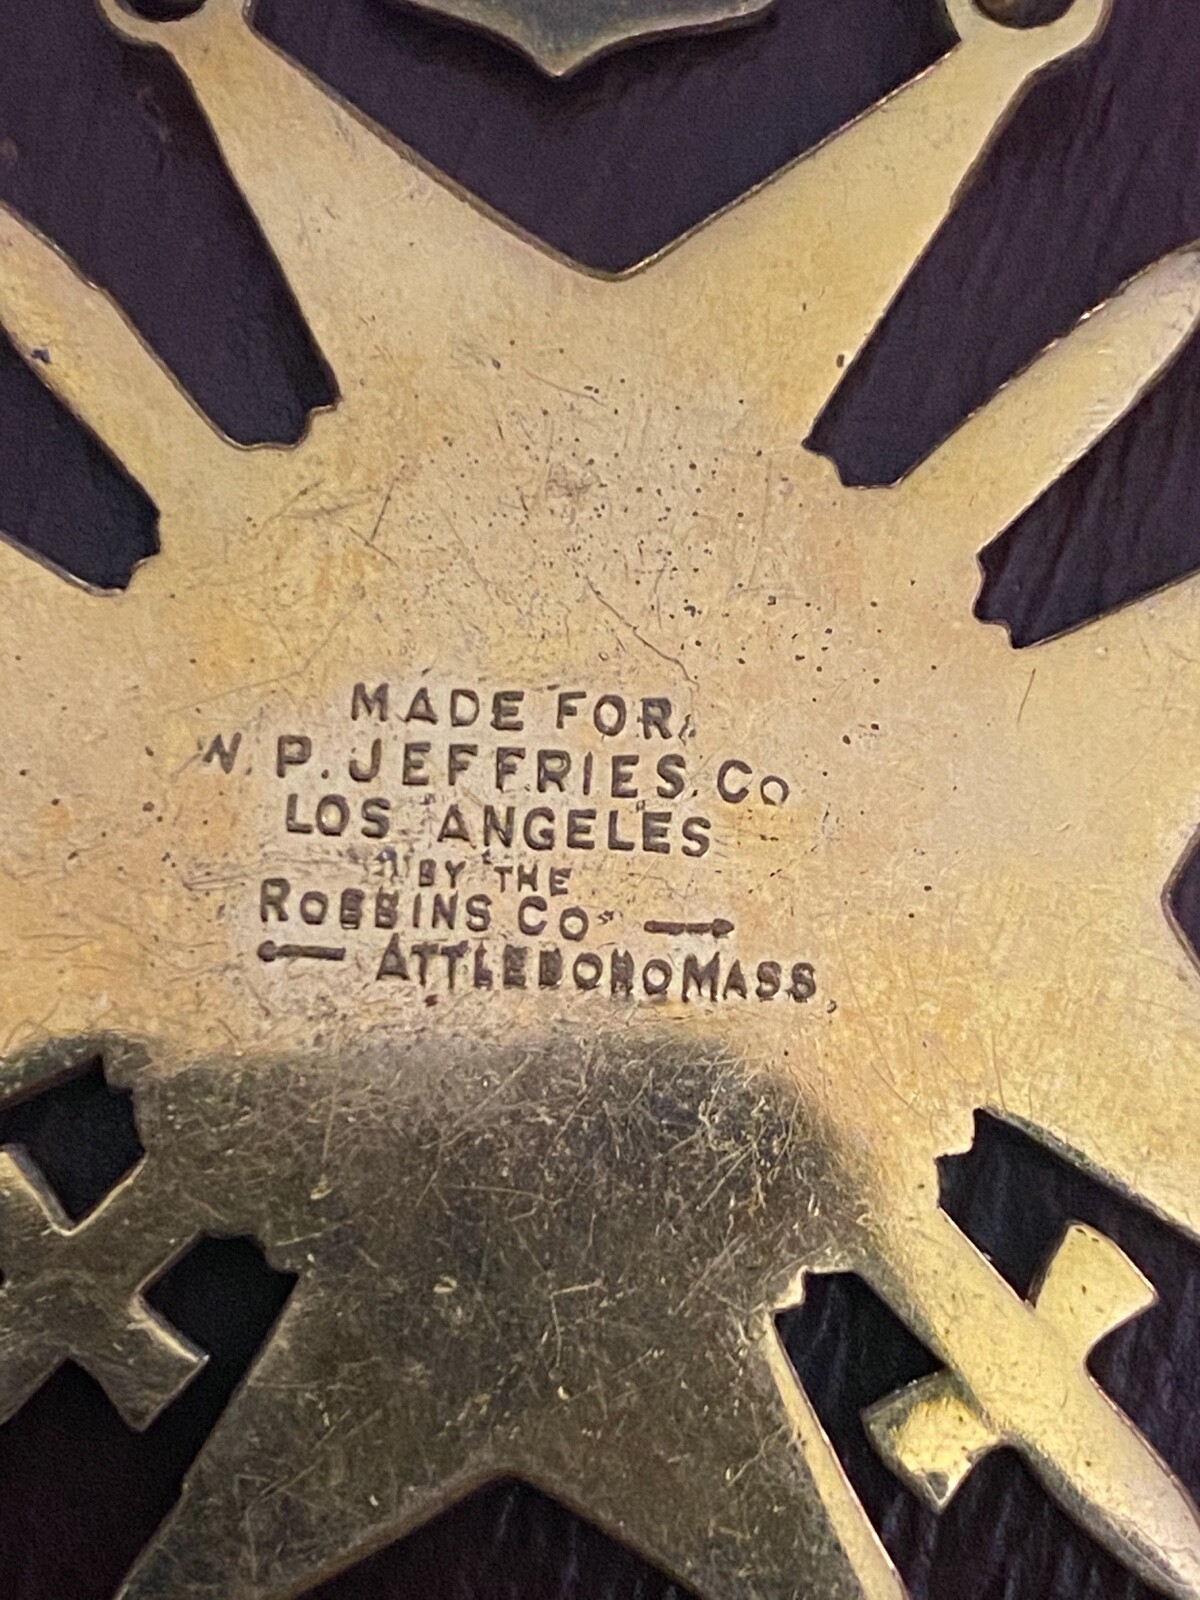 MADE FOR
W. P. JEFFRIES. Co
LOS ANGELES
BY THE
ROBBINS CO →
← ATTLEBORO MASS.